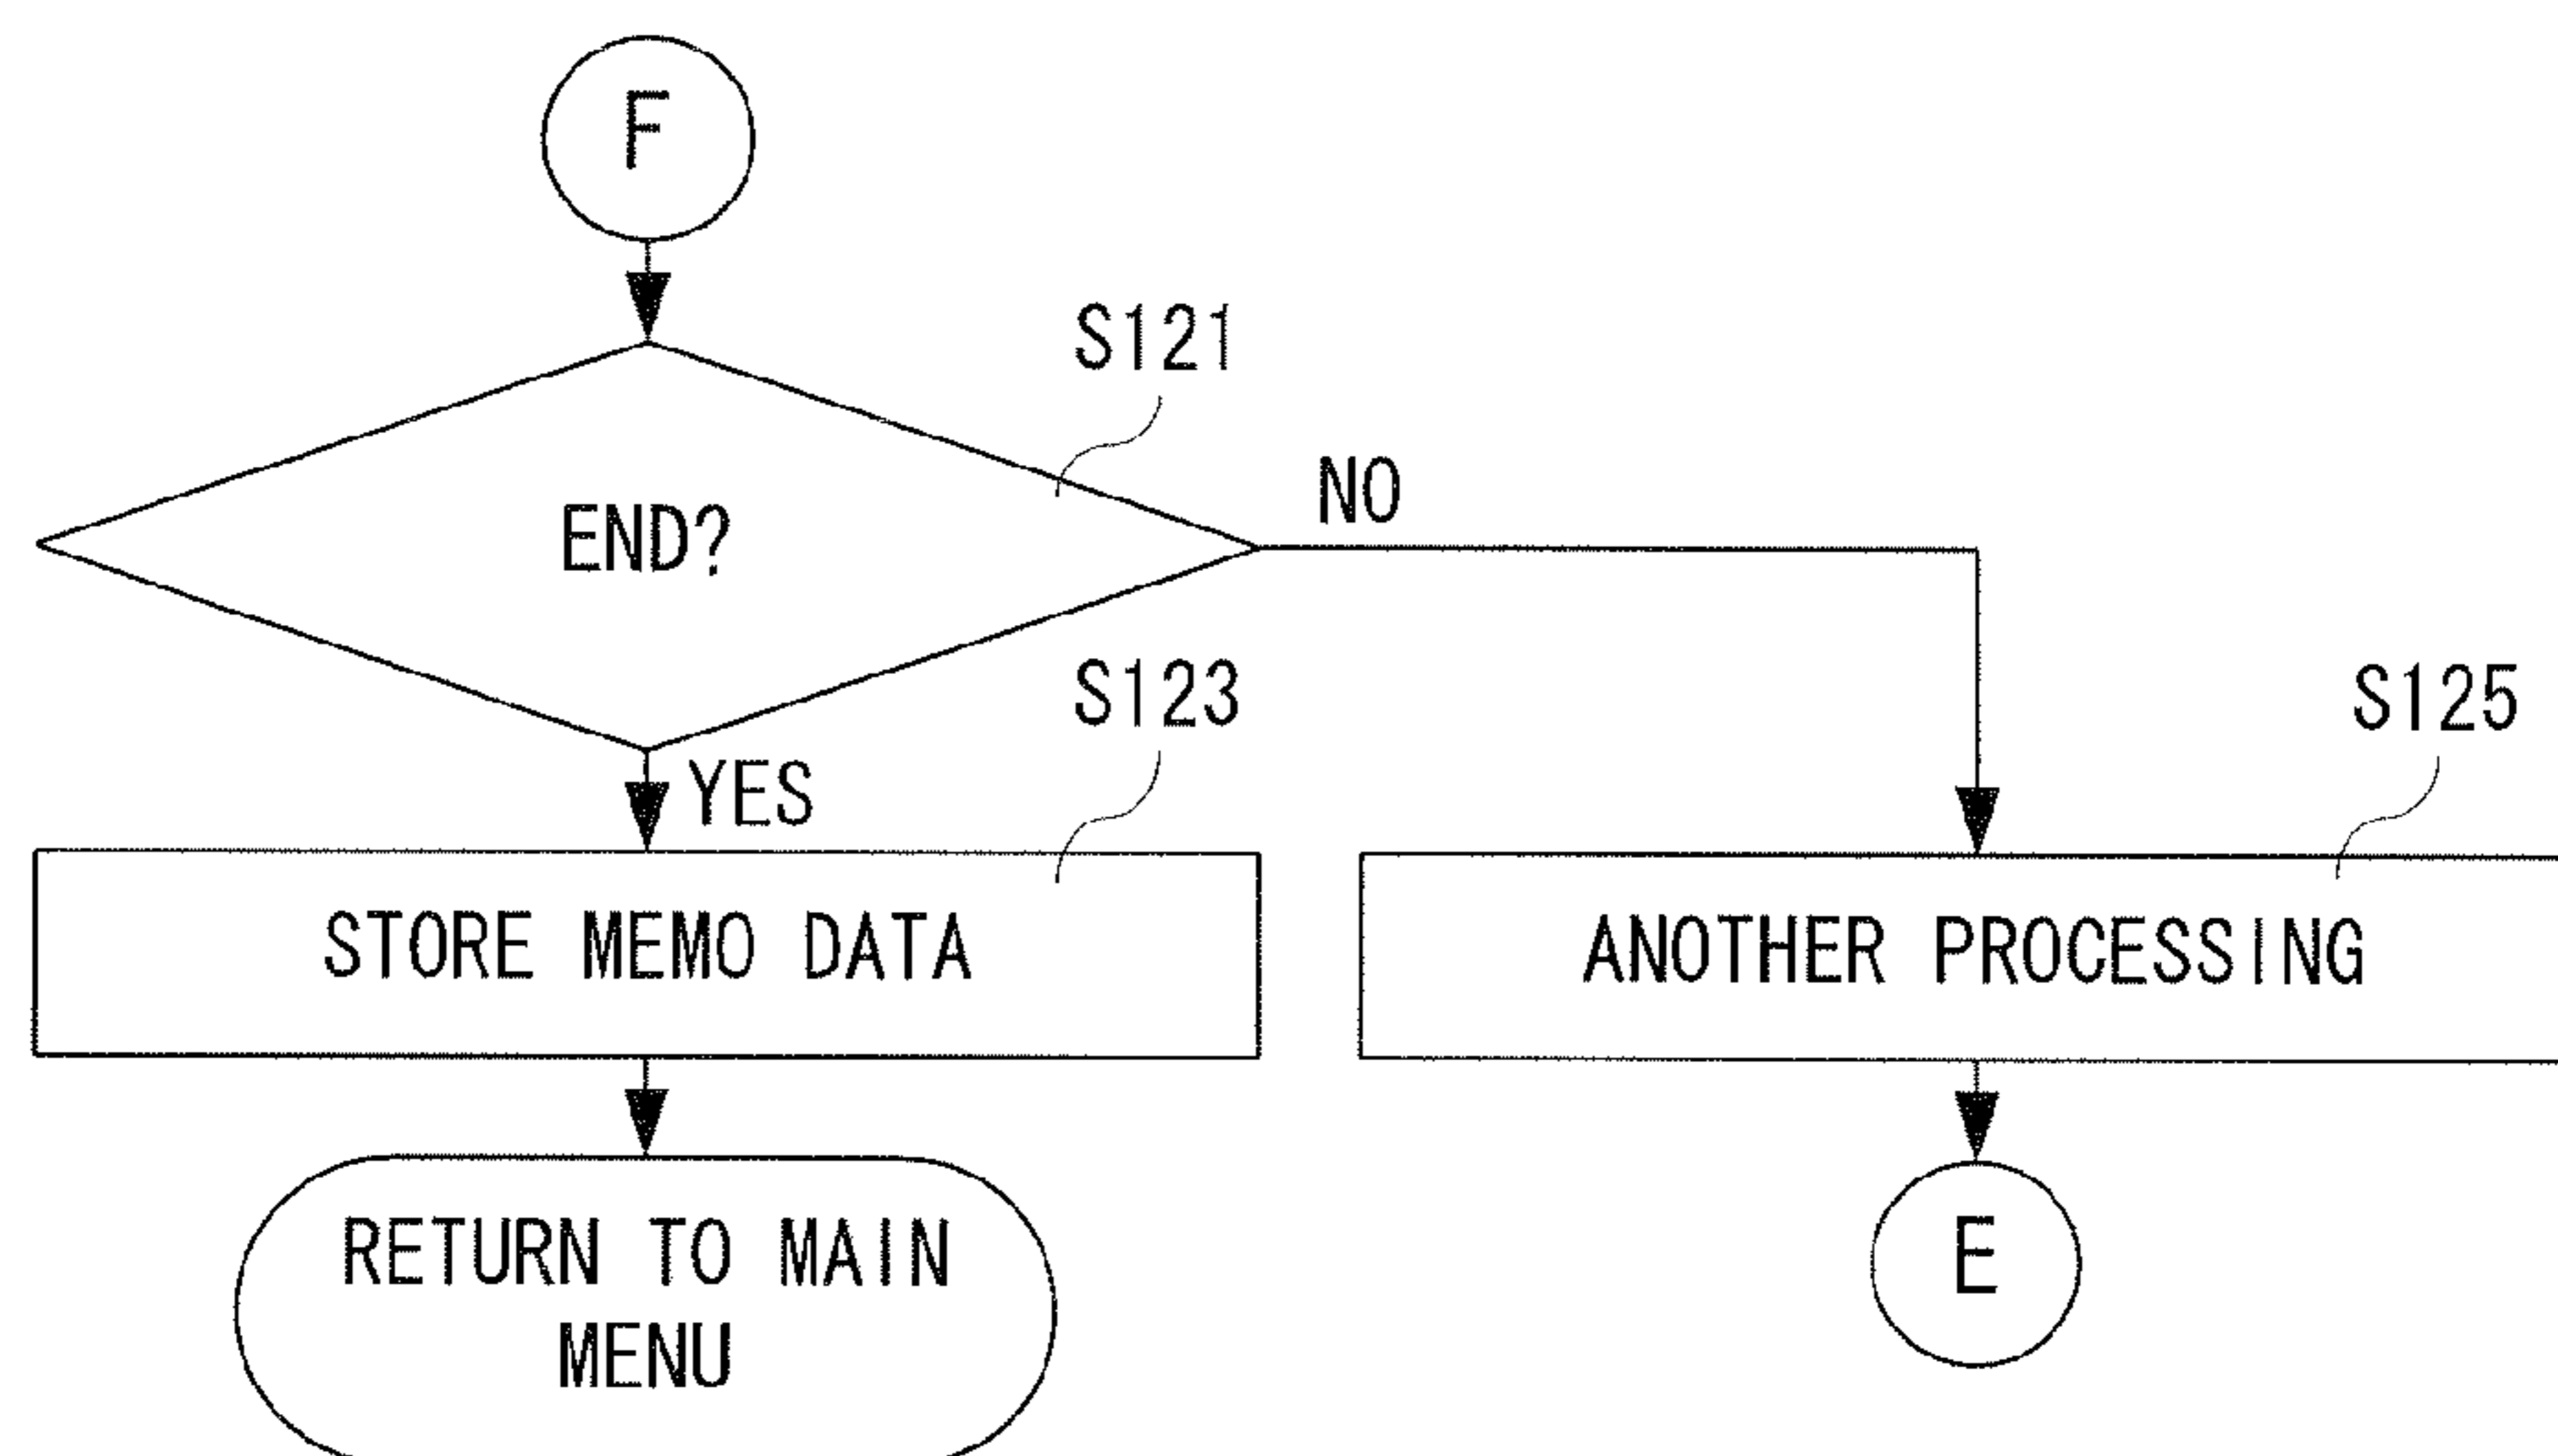 F
S121
END?
NO
YES
S123
S125
STORE MEMO DATA
ANOTHER PROCESSING
RETURN TO MAIN
MENU
E